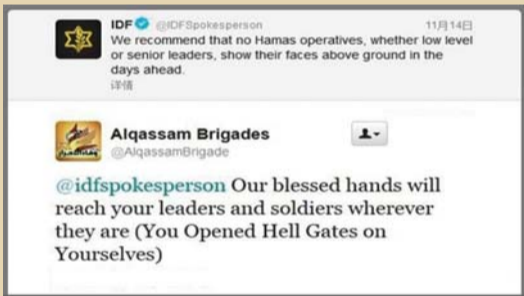 IDF @IDFSpokesperson 11月14日
We recommend that no Hamas operatives, whether low level
or senior leaders, show their faces above ground in the
days ahead.
详情
Alqassam Brigades
@AlqassamBrigade
@idfspokesperson Our blessed hands will
reach your leaders and soldiers wherever
they are (You Opened Hell Gates on
Yourselves)